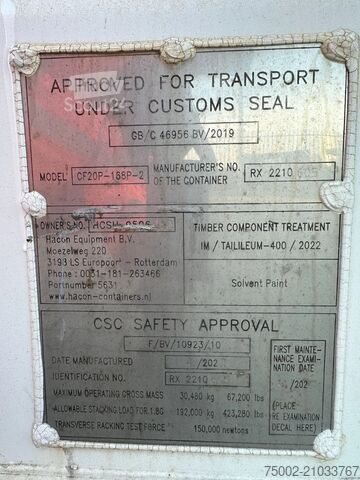 APPROVED FOR TRANSPORT
UNDER CUSTOMS SEAL
GB/C 46956 BV/2019
MODEL CF20P-188P-2 MANUFACTURER'S NO. OF THE CONTAINER RX 2210
OWNER'S NO.
Hacon Equipment B.V.
Moezelweg 220
3198 LS Europoort - Rotterdam
Phone : 0031-181-263466
Portnumber 5631
www.hacon-containers.nl
TIMBER COMPONENT TREATMENT
IM / TAILILEUM-400 / 2022
Solvent Paint
CSC SAFETY APPROVAL
F/BV/10923/10
DATE MANUFACTURED /202
IDENTIFICATION NO. RX 2210
MAXIMUM OPERATING GROSS MASS 30,480 kg 67,200 lbs
ALLOWABLE STACKING LOAD FOR 1.8G 192,000 kg 423,280 lbs
TRANSVERSE RACKING TEST FORCE 150,000 newtons
FIRST MAINTE-
NANCE EXAMI-
NATION DATE
/202
(PLACE
RE EXAMINATION
DECAL HERE)
75002-21033767